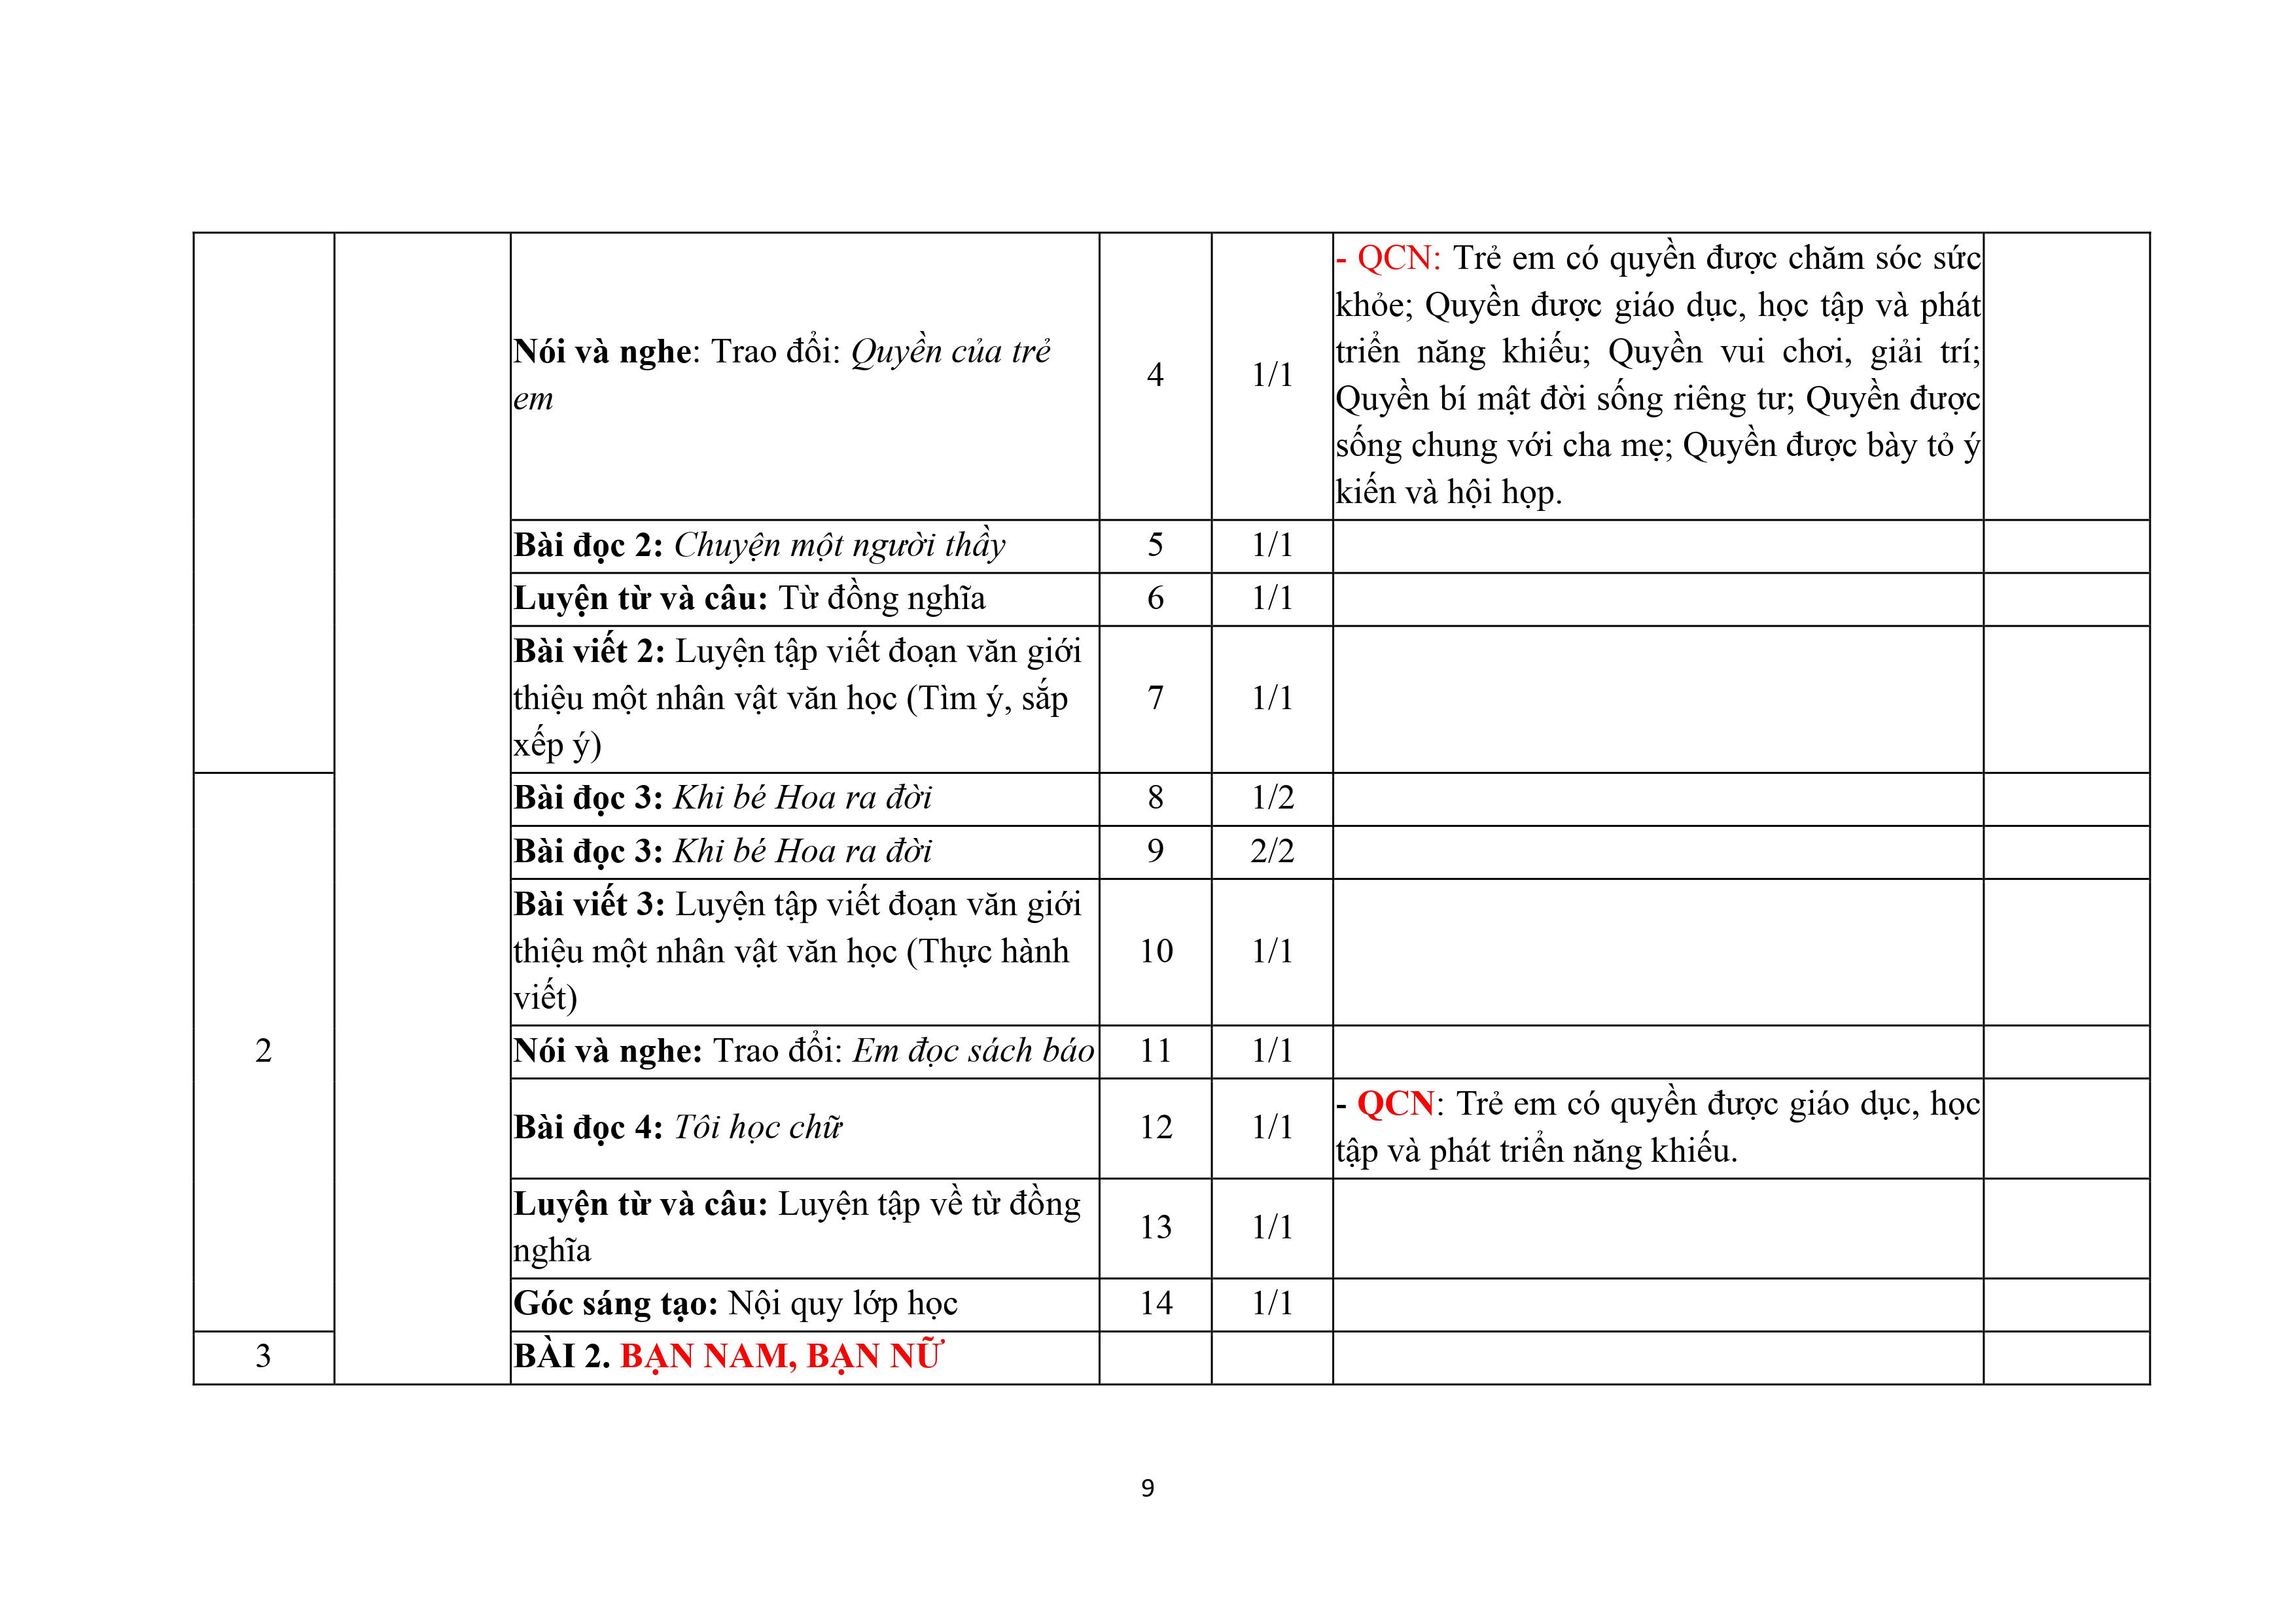 - QCN: Trẻ em có quyền được chăm sóc sức
khỏe; Quyền được giáo dục, học tập và phát
Nói và nghe: Trao đổi: Quyền của trẻ
em
4
1/1
triển năng khiếu; Quyền vui chơi, giải trí;
Quyền bí mật đời sống riêng tư; Quyền được
sống chung với cha mẹ; Quyền được bày tỏ ý
kiến và hội họp.
Bài đọc 2: Chuyện một người thầy 5 1/1
Luyện từ và câu: Từ đồng nghĩa 6 1/1
Bài viết 2: Luyện tập viết đoạn văn giới
thiệu một nhân vật văn học (Tìm ý, sắp 7 1/1
xếp ý)
Bài đọc 3: Khi bé Hoa ra đời 8 1/2
Bài đọc 3: Khi bé Hoa ra đời 9 2/2
Bài viết 3: Luyện tập viết đoạn văn giới
thiệu một nhân vật văn học (Thực hành 10 1/1
viết)
2 Nói và nghe: Trao đổi: Em đọc sách báo 11 1/1
Bài đọc 4: Tôi học chữ 12 1/1
- QCN: Trẻ em có quyền được giáo dục, học
tập và phát triển năng khiếu.
Luyện từ và câu: Luyện tập về từ đồng
nghĩa
13 1/1
Góc sáng tạo: Nội quy lớp học 14 1/1
3 BÀI 2. BẠN NAM, BẠN NỮ
9